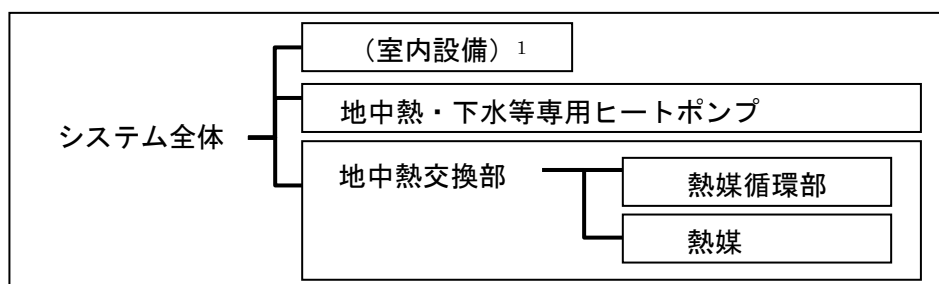 （室内設備）1
地中熱・下水等専用ヒートポンプ
システム全体
地中熱交換部
熱媒循環部
熱媒